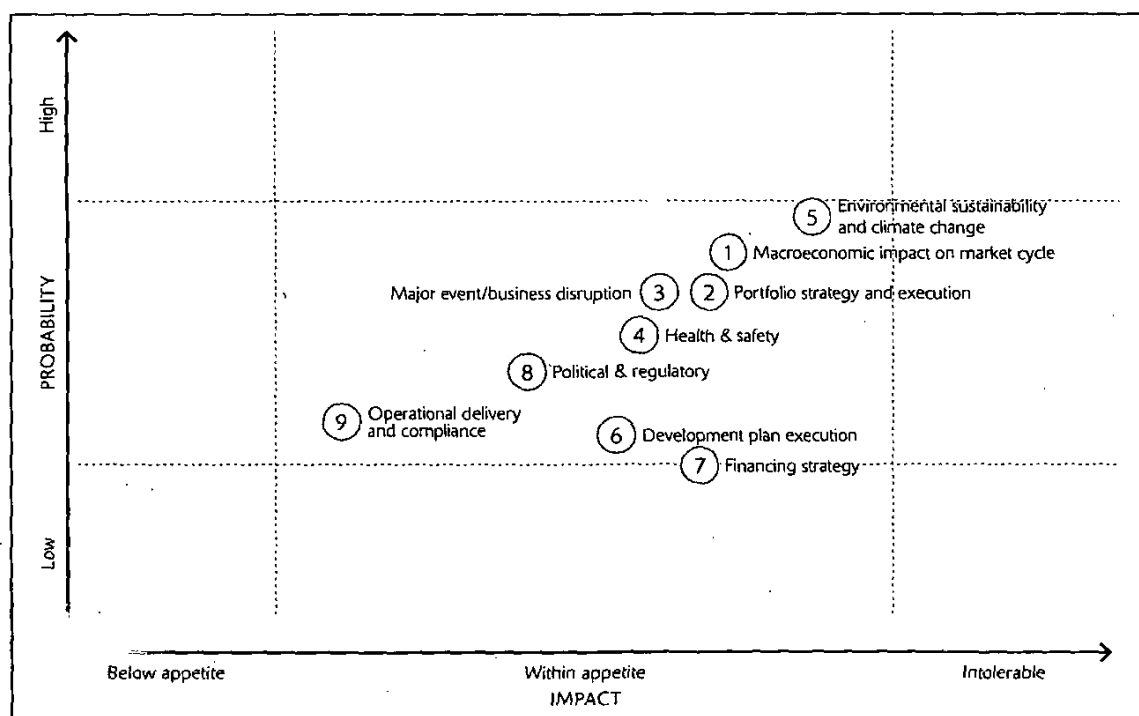 High
PROBABILITY
Low
5 Environmental sustainability
and climate change
1 Macroeconomic impact on market cycle
Major event/business disruption 3
2 Portfolio strategy and execution
4 Health & safety
8 Political & regulatory
9 Operational delivery
and compliance
6 Development plan execution
7 Financing strategy
Below appetite
Within appetite
Intolerable
IMPACT